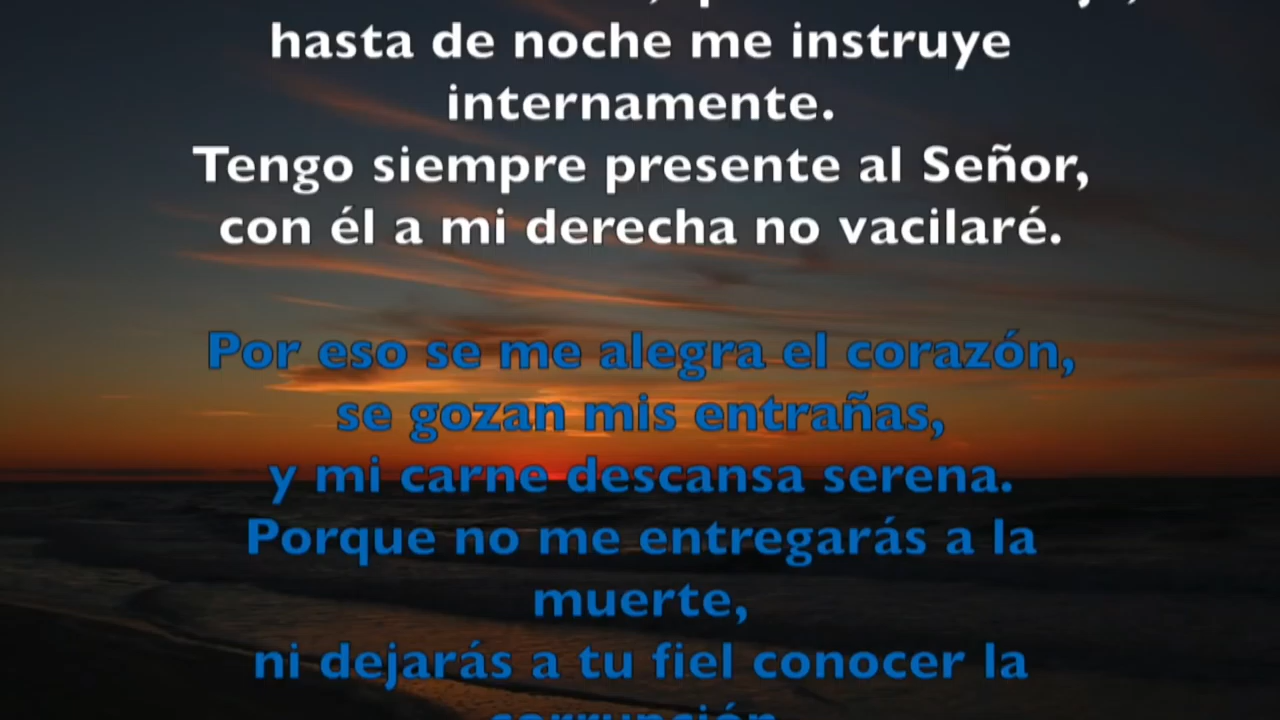 hasta de noche me instruye
internamente.
Tengo siempre presente al Señor,
con él a mi derecha no vacilaré.
Por eso se me alegra el corazón,
se gozan mis entrañas,
y mi carne descansa serena.
Porque no me entregarás a la
muerte,
ni dejarás a tu fiel conocer la